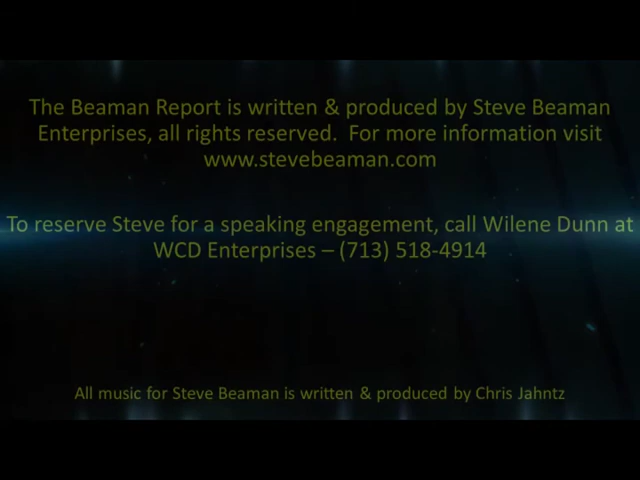 The Beaman Report is written & produced by Steve Beaman
Enterprises, all rights reserved.  For more information visit
www.stevebeaman.com
To reserve Steve for a speaking engagement, call Wilene Dunn at
WCD Enterprises – (713) 518-4914
All music for Steve Beaman is written & produced by Chris Jahntz